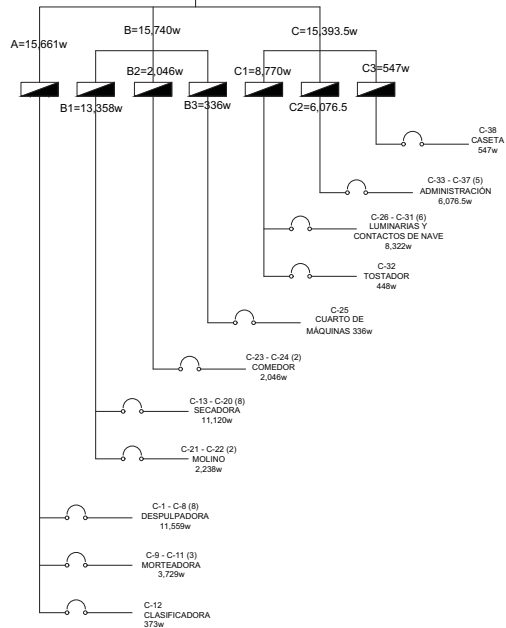 A=15,661w
B=15,740w
C=15,393.5w
B2=2,046w
C1=8,770w
C3=547w
B1=13,358w
B3=336w
C2=6,076.5
C-38
CASETA
547w
C-33 - C-37 (5)
ADMINISTRACIÓN
6,076.5w
C-26 - C-31 (6)
LUMINARIAS Y
CONTACTOS DE NAVE
8,322w
C-32
TOSTADOR
448w
C-25
CUARTO DE
MÁQUINAS 336w
C-23 - C-24 (2)
COMEDOR
2,046w
C-13 - C-20 (8)
SECADORA
11,120w
C-21 - C-22 (2)
MOLINO
2,238w
C-1 - C-8 (8)
DESPULPADORA
11,559w
C-9 - C-11 (3)
MORTEADORA
3,729w
C-12
CLASIFICADORA
373w